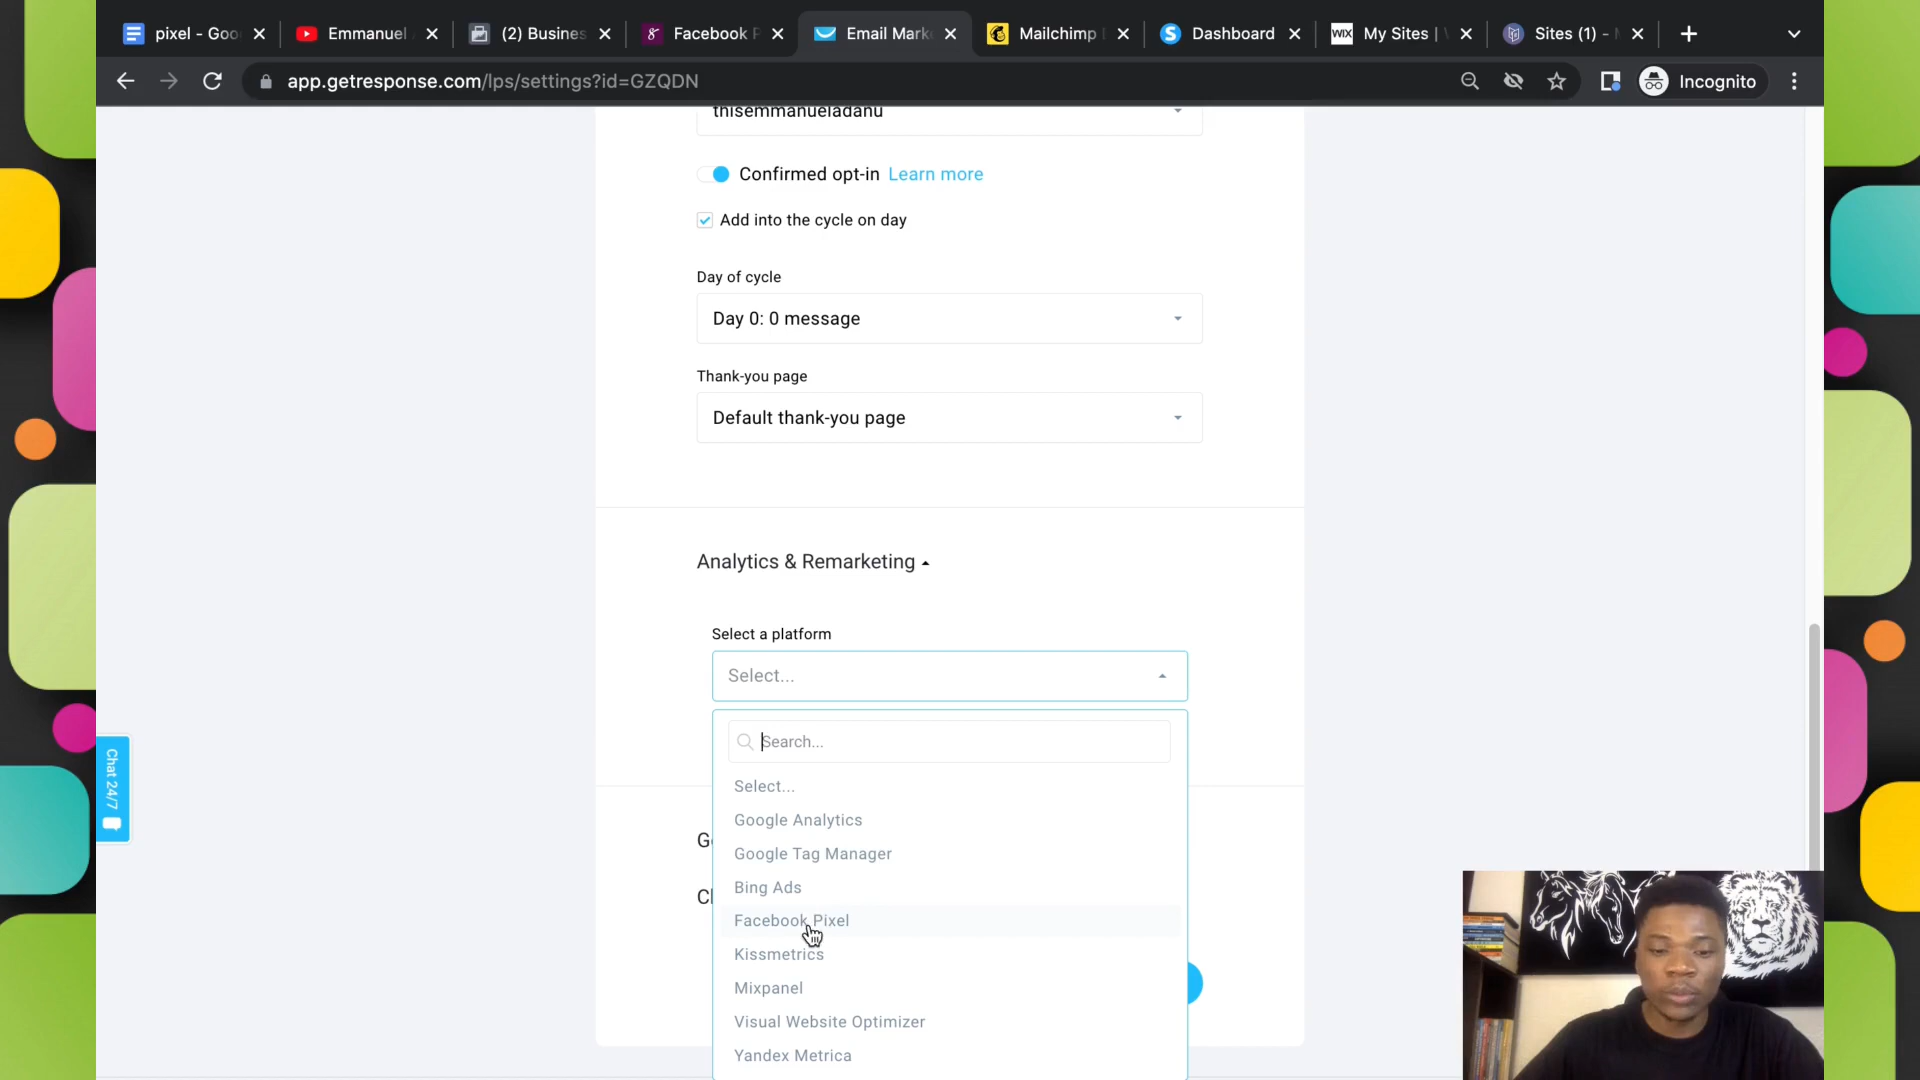 pixel - Goo
Emmanuel
(2) Busines
Facebook P
Email Mark
Mailchimp
Dashboard
WIX
My Sites |
Sites (1) -
app.getresponse.com/lps/settings?id=GZQDN
Incognito
thisemmanueladanu
Confirmed opt-in Learn more
Add into the cycle on day
Day of cycle
Day 0: 0 message
Thank-you page
Default thank-you page
Analytics & Remarketing
Select a platform
Select...
Search...
Select...
Google Analytics
Google Tag Manager
Bing Ads
Facebook Pixel
Kissmetrics
Mixpanel
Visual Website Optimizer
Yandex Metrica
Chat 24/7